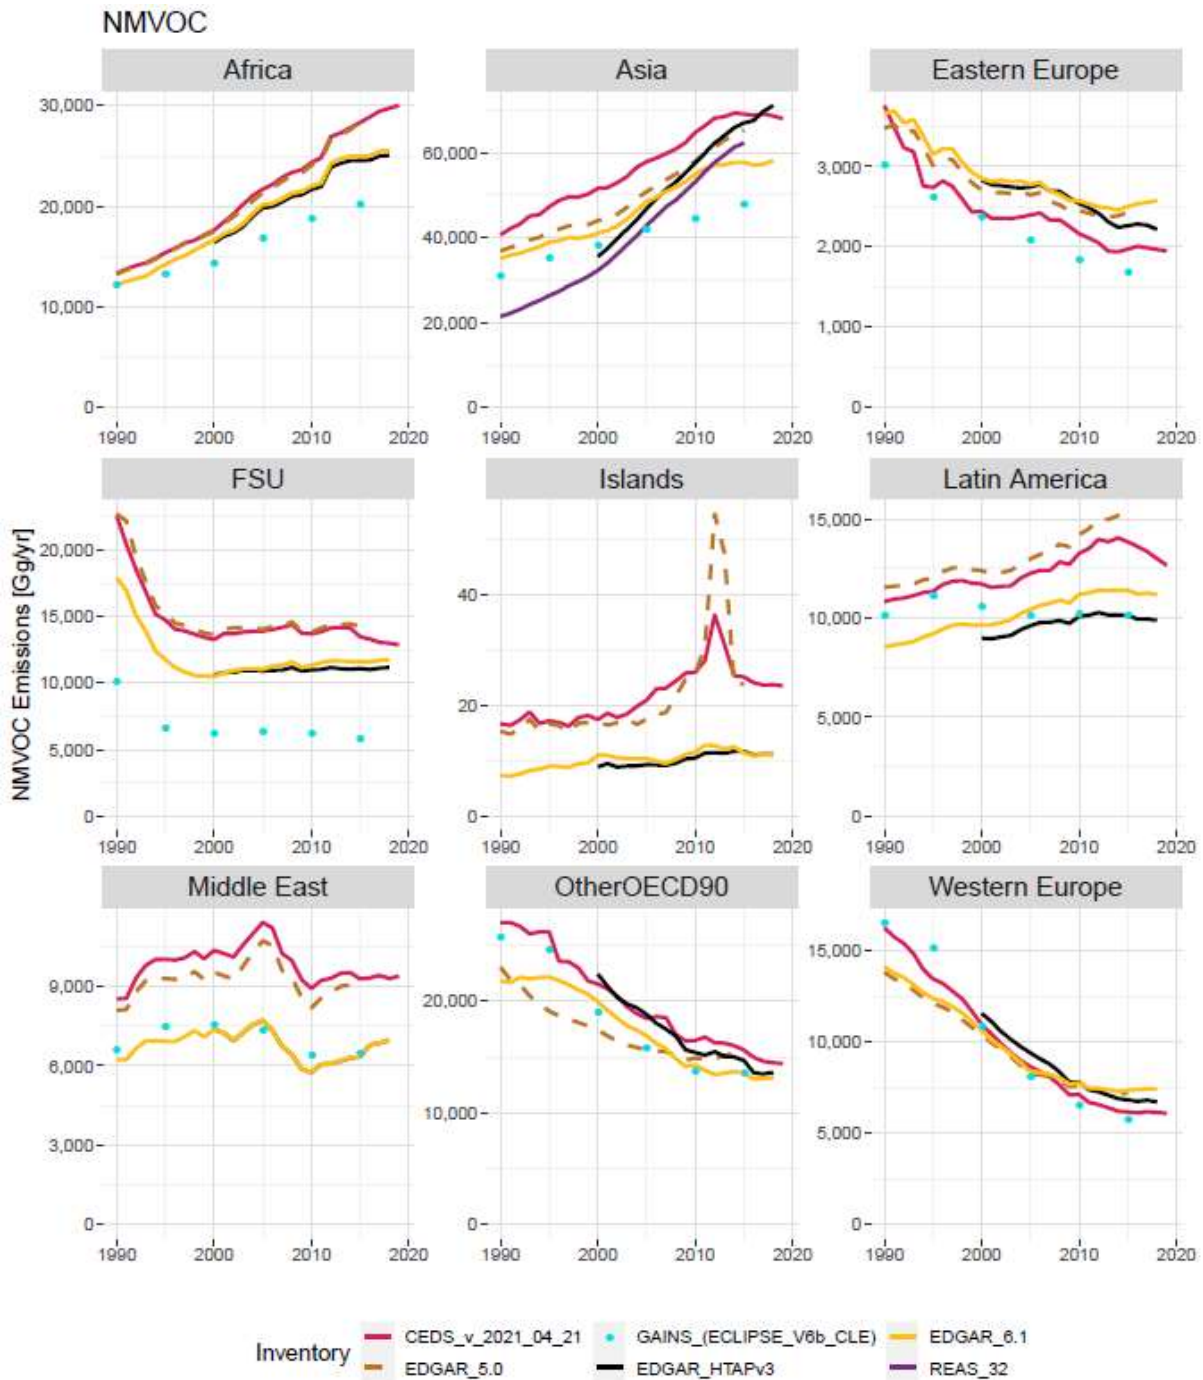 NMVOC
Africa Asia Eastern Europe
30,000 20,000 10,000 0
60,000 40,000 20,000 0
3,000 2,000 1,000 0
1990 2000 2010 2020 1990 2000 2010 2020 1990 2000 2010 2020
FSU Islands Latin America
NMVOC Emissions [Gg/yr]
20,000 15,000 10,000 5,000 0
40 20 0
15,000 10,000 5,000 0
1990 2000 2010 2020 1990 2000 2010 2020 1990 2000 2010 2020
Middle East OtherOECD90 Western Europe
9,000 6,000 3,000 0
20,000 10,000 0
15,000 10,000 5,000 0
1990 2000 2010 2020 1990 2000 2010 2020 1990 2000 2010 2020
Inventory
CEDS_v_2021_04_21 GAINS_(ECLIPSE_V6b_CLE) EDGAR_6.1
EDGAR_5.0 EDGAR_HTAPv3 REAS_32